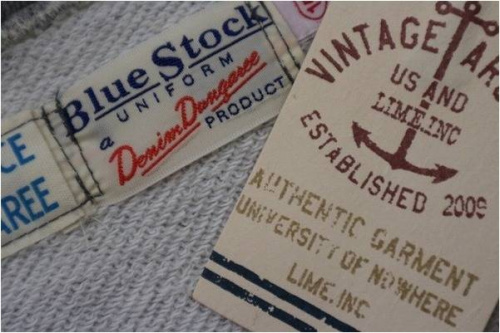 CE
AREE
Blue Stock
UNIFORM
a Denim Dungaree
PRODUCT
VINTAGE
US AND
LIME.INC
ESTABLISHED 2009
AUTHENTIC GARMENT
UNIVERSITY OF NOWHERE
LIME.INC